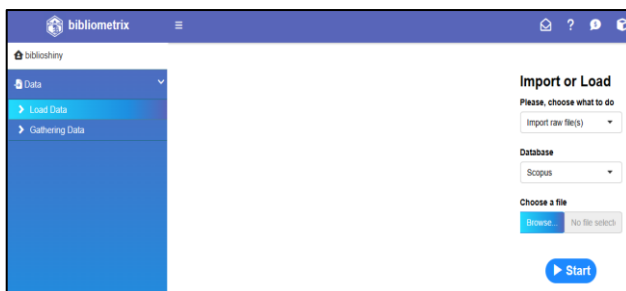 bibliometrix
?
biblioshiny
Data
Load Data
Gathering Data
Import or Load
Please, choose what to do
Import raw file(s)
Database
Scopus
Choose a file
Browse... No file select
Start